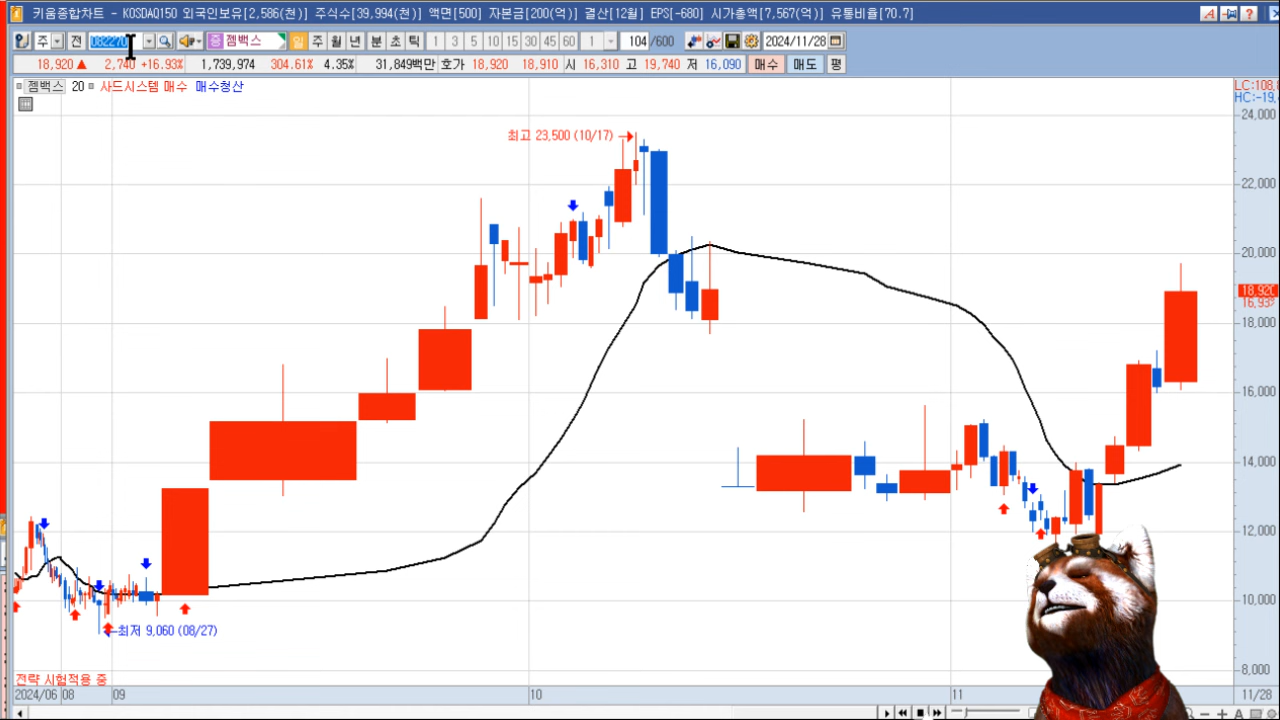 키움종합차트 - KOSDAQ150 외국인보유[2,586(천)] 주식수[39,994(천)] 액면[500] 자본금[200(억)] 결산[12월] EPS[-680] 시가총액[7,567(억)] 유통비율[70.7]
주 전 082270 증 젬백스 일 주 월 년 분 초 틱 1 3 5 10 15 30 45 60 1 104 /600 2024/11/28
18,920 ▲ 2,740 +16.93% 1,739,974 304.61% 4.35% 31,849백만 호가 18,920 18,910 시 16,310 고 19,740 저 16,090 매수 매도 평
젬백스 20 사드시스템 매수 매수청산
LC:108,
HC:-19,
24,000
최고 23,500 (10/17)
22,000
20,000
18,920
16,93%
18,000
16,000
14,000
12,000
10,000
최저 9,060 (08/27)
8,000
전략 시험적용 중
2024/06 08 09 10 11 11/28